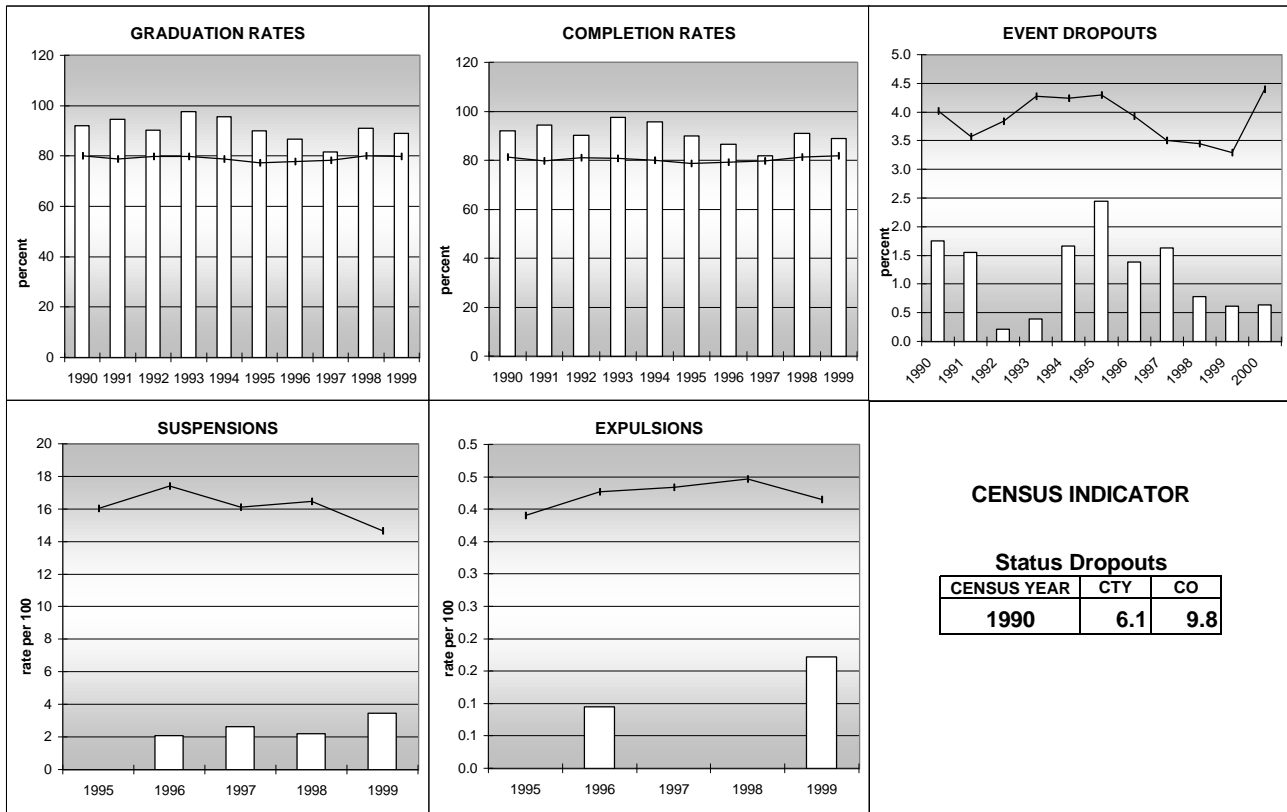 GRADUATION RATES
120
100
80
60
40
20
0
percent
1990 1991 1992 1993 1994 1995 1996 1997 1998 1999
COMPLETION RATES
120
100
80
60
40
20
0
percent
1990 1991 1992 1993 1994 1995 1996 1997 1998 1999
EVENT DROPOUTS
5.0
4.5
4.0
3.5
3.0
2.5
2.0
1.5
1.0
0.5
0.0
percent
1990 1991 1992 1993 1994 1995 1996 1997 1998 1999 2000
SUSPENSIONS
20
18
16
14
12
10
8
6
4
2
0
rate per 100
1995 1996 1997 1998 1999
EXPULSIONS
0.5
0.5
0.4
0.4
0.3
0.3
0.2
0.2
0.1
0.1
0.0
rate per 100
1995 1996 1997 1998 1999
CENSUS INDICATOR
Status Dropouts
CENSUS YEAR CTY CO
1990 6.1 9.8